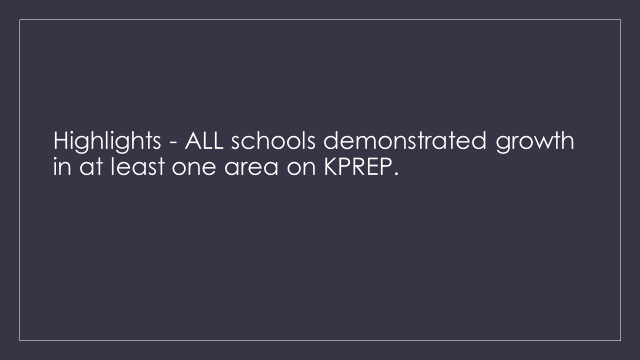 Highlights - ALL schools demonstrated growth
in at least one area on KPREP.